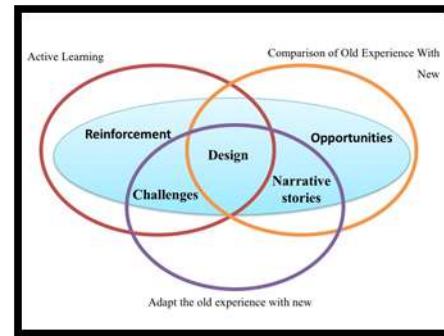 Active Learning
Comparison of Old Experience With
New
Reinforcement
Opportunities
Design
Challenges
Narrative
stories
Adapt the old experience with new